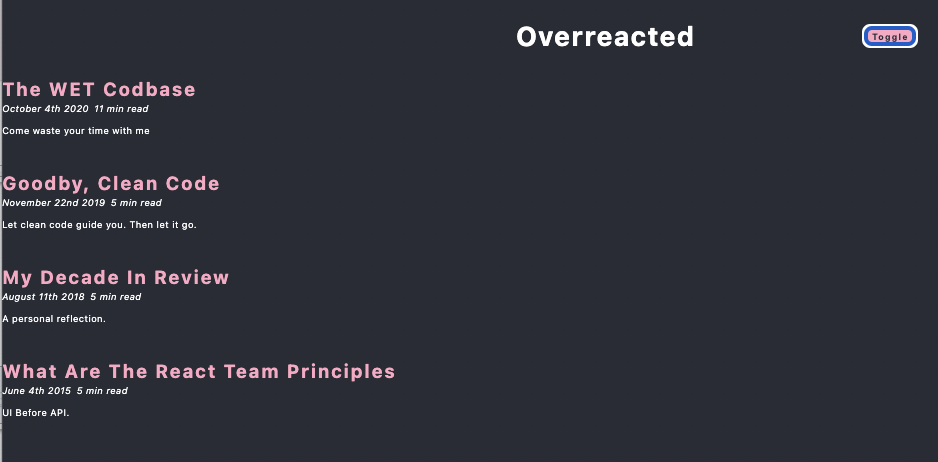 Overreacted
Toggle
The WET Codbase
October 4th 2020 11 min read
Come waste your time with me
Goodby, Clean Code
November 22nd 2019 5 min read
Let clean code guide you. Then let it go.
My Decade In Review
August 11th 2018 5 min read
A personal reflection.
What Are The React Team Principles
June 4th 2015 5 min read
UI Before API.